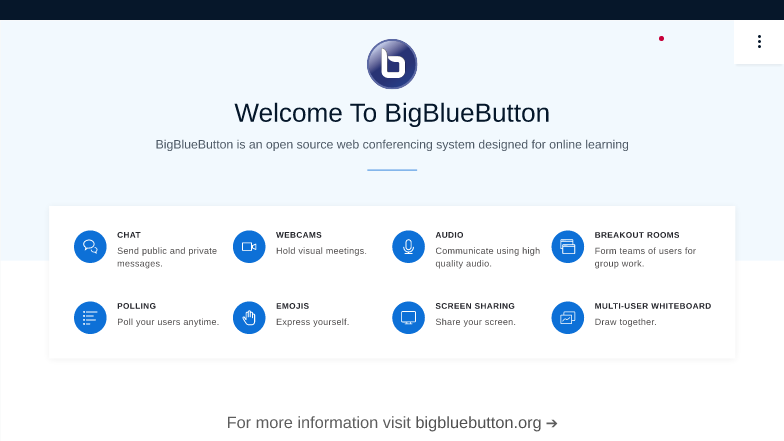 Welcome To BigBlueButton
BigBlueButton is an open source web conferencing system designed for online learning
CHAT
Send public and private
messages.
WEBCAMS
Hold visual meetings.
AUDIO
Communicate using high
quality audio.
BREAKOUT ROOMS
Form teams of users for
group work.
POLLING
Poll your users anytime.
EMOJIS
Express yourself.
SCREEN SHARING
Share your screen.
MULTI-USER WHITEBOARD
Draw together.
For more information visit bigbluebutton.org ➔